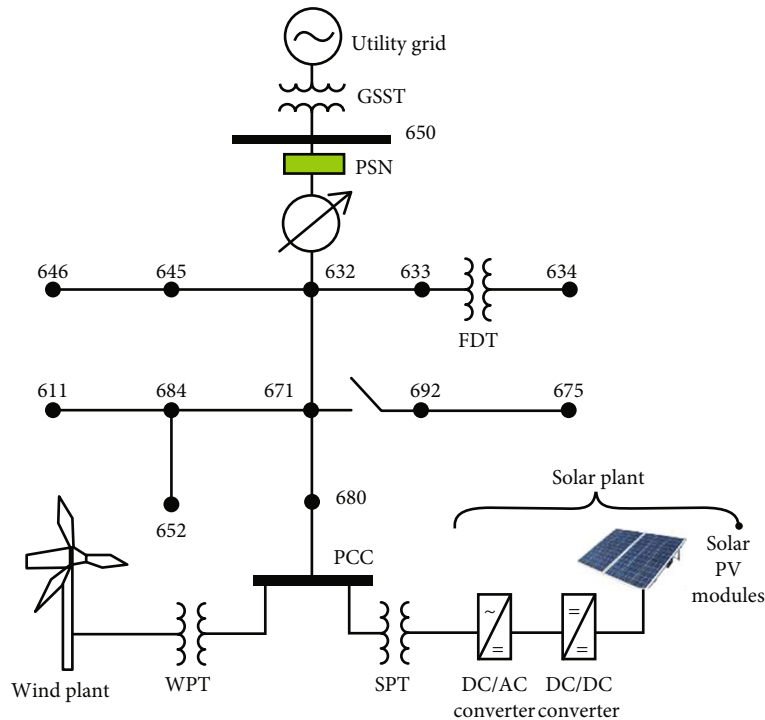 Utility grid
GSST
650
PSN
646
645
632
633
634
FDT
611
684
671
692
675
652
680
Solar plant
PCC
Solar
PV
modules
~
=
=
=
Wind plant
WPT
SPT
DC/AC
converter
DC/DC
converter